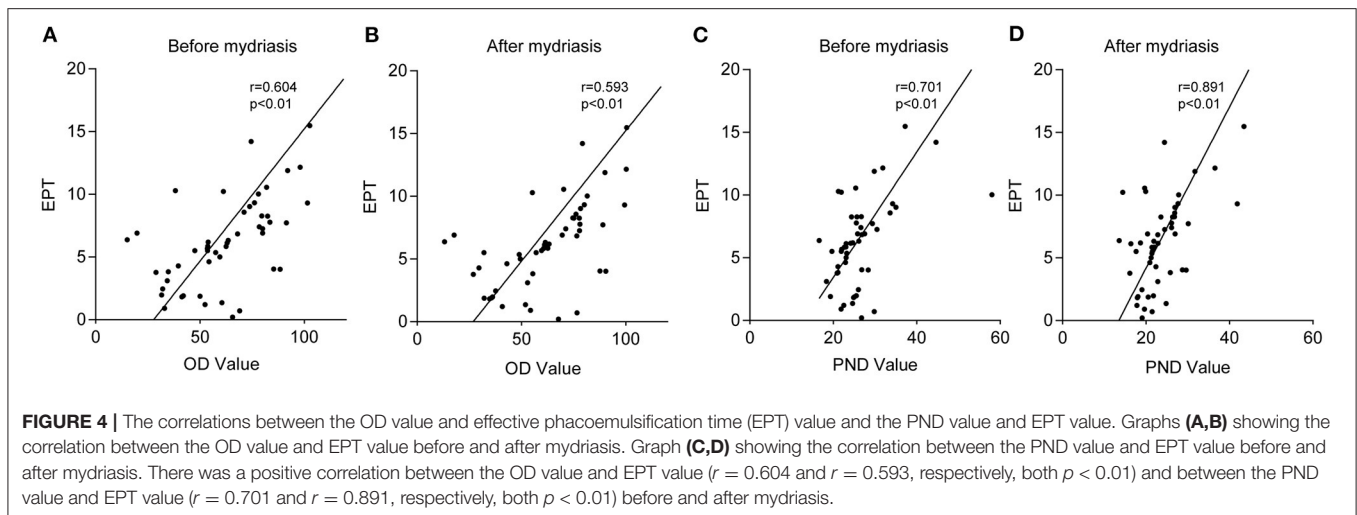 A
Before mydriasis
20
15
10
5
0
EPT
r=0.604
p<0.01
0
50
100
OD Value
B
After mydriasis
20
15
10
5
0
EPT
r=0.593
p<0.01
0
50
100
OD Value
C
Before mydriasis
20
15
10
5
0
EPT
r=0.701
p<0.01
0
20
40
60
PND Value
D
After mydriasis
20
15
10
5
0
EPT
r=0.891
p<0.01
0
20
40
60
PND Value
FIGURE 4 | The correlations between the OD value and effective phacoemulsification time (EPT) value and the PND value and EPT value. Graphs (A,B) showing the
correlation between the OD value and EPT value before and after mydriasis. Graph (C,D) showing the correlation between the PND value and EPT value before and
after mydriasis. There was a positive correlation between the OD value and EPT value (r = 0.604 and r = 0.593, respectively, both p < 0.01) and between the PND
value and EPT value (r = 0.701 and r = 0.891, respectively, both p < 0.01) before and after mydriasis.